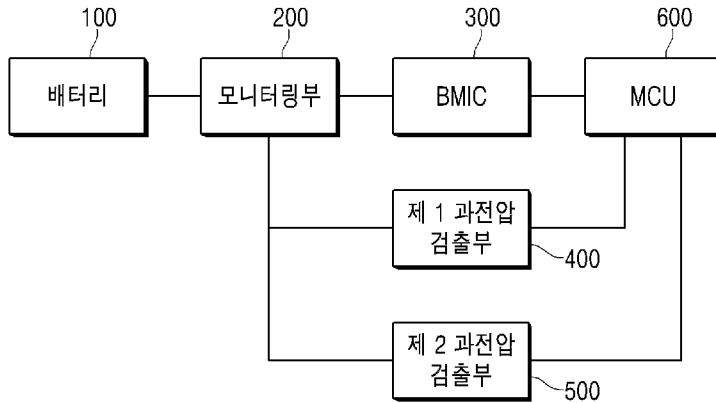 100
200
300
600
배터리
모니터링부
BMIC
MCU
제 1 과전압
검출부
400
제 2 과전압
검출부
500